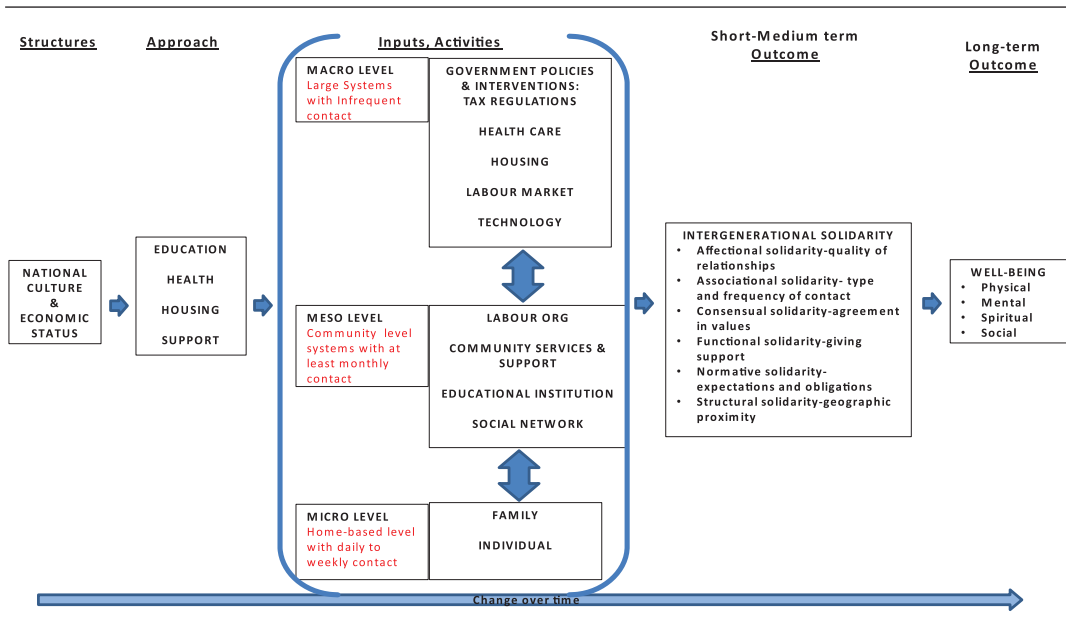 Structures
Approach
Inputs, Activities
Short-Medium term
Outcome
Long-term
Outcome
NATIONAL
CULTURE
&
ECONOMIC
STATUS
EDUCATION
HEALTH
HOUSING
SUPPORT
MACRO LEVEL
Large Systems
with Infrequent
contact
GOVERNMENT POLICIES
& INTERVENTIONS:
TAX REGULATIONS
HEALTH CARE
HOUSING
LABOUR MARKET
TECHNOLOGY
MESO LEVEL
Community level
systems with at
least monthly
contact
LABOUR ORG
COMMUNITY SERVICES &
SUPPORT
EDUCATIONAL INSTITUTION
SOCIAL NETWORK
MICRO LEVEL
Home-based level
with daily to
weekly contact
FAMILY
INDIVIDUAL
INTERGENERATIONAL SOLIDARITY
• Affectional solidarity-quality of
relationships
• Associational solidarity- type
and frequency of contact
• Consensual solidarity-agreement
in values
• Functional solidarity-giving
support
• Normative solidarity-
expectations and obligations
• Structural solidarity-geographic
proximity
WELL-BEING
• Physical
• Mental
• Spiritual
• Social
Change over time